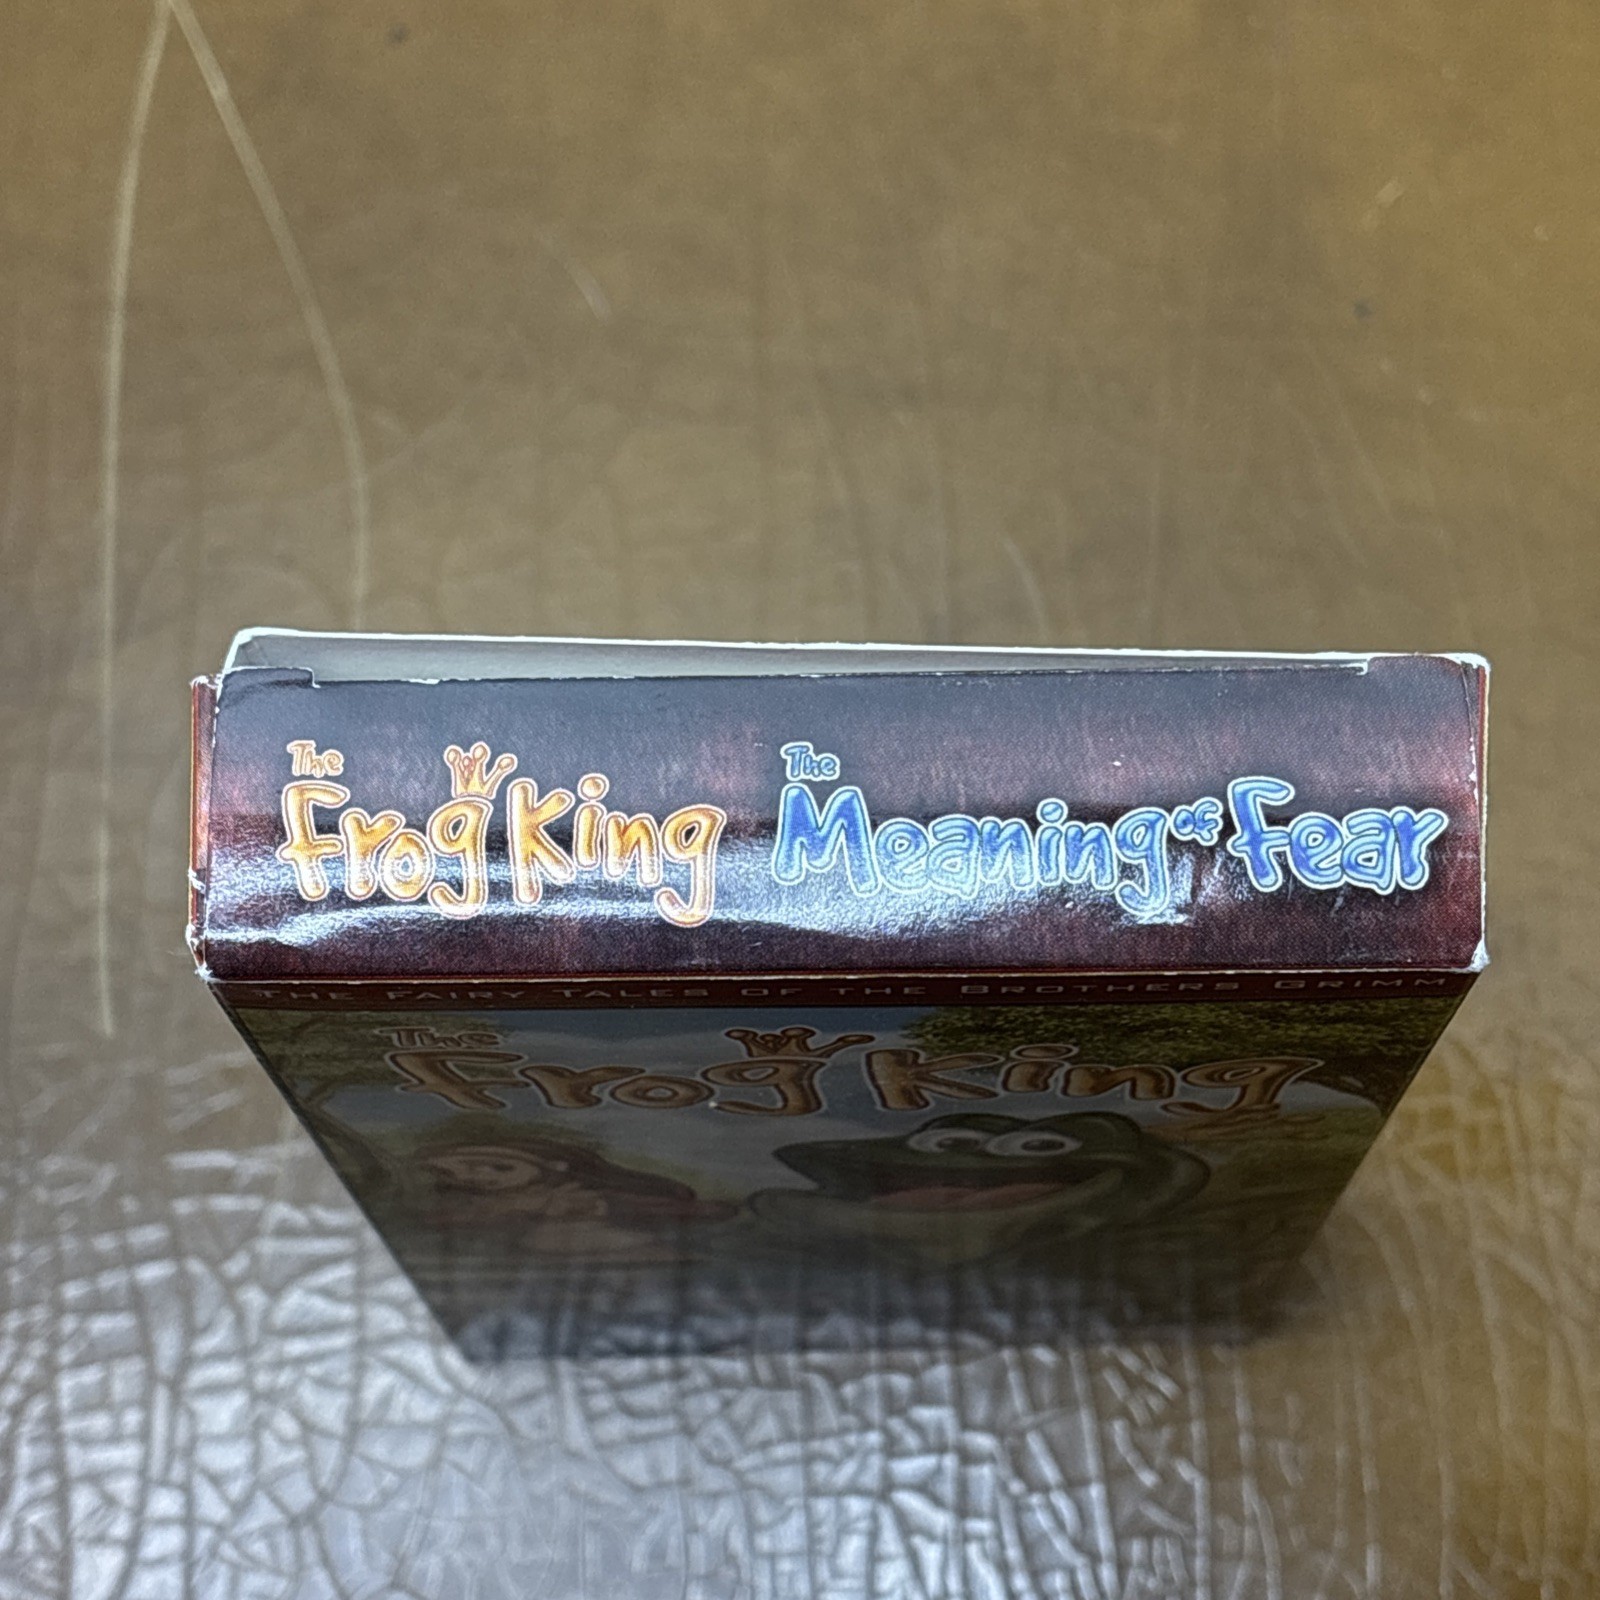 The Frog King
The Meaning of Fear
THE FAIRY TALES OF THE BROTHERS GRIMM
The Frog King